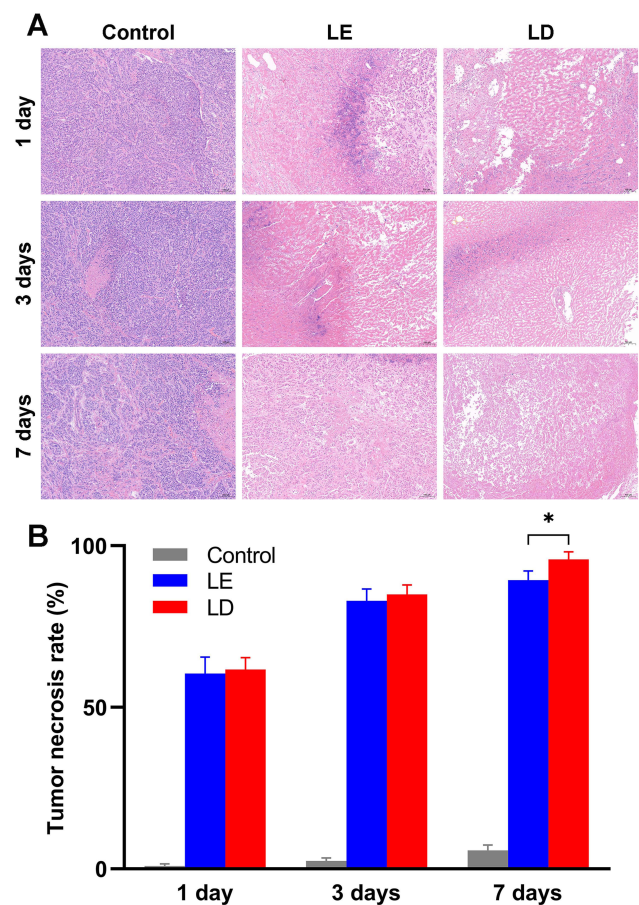 A
Control LE LD
1 day
3 days
7 days
B
*
100
50
0
Tumor necrosis rate (%)
Control
LE
LD
1 day 3 days 7 days